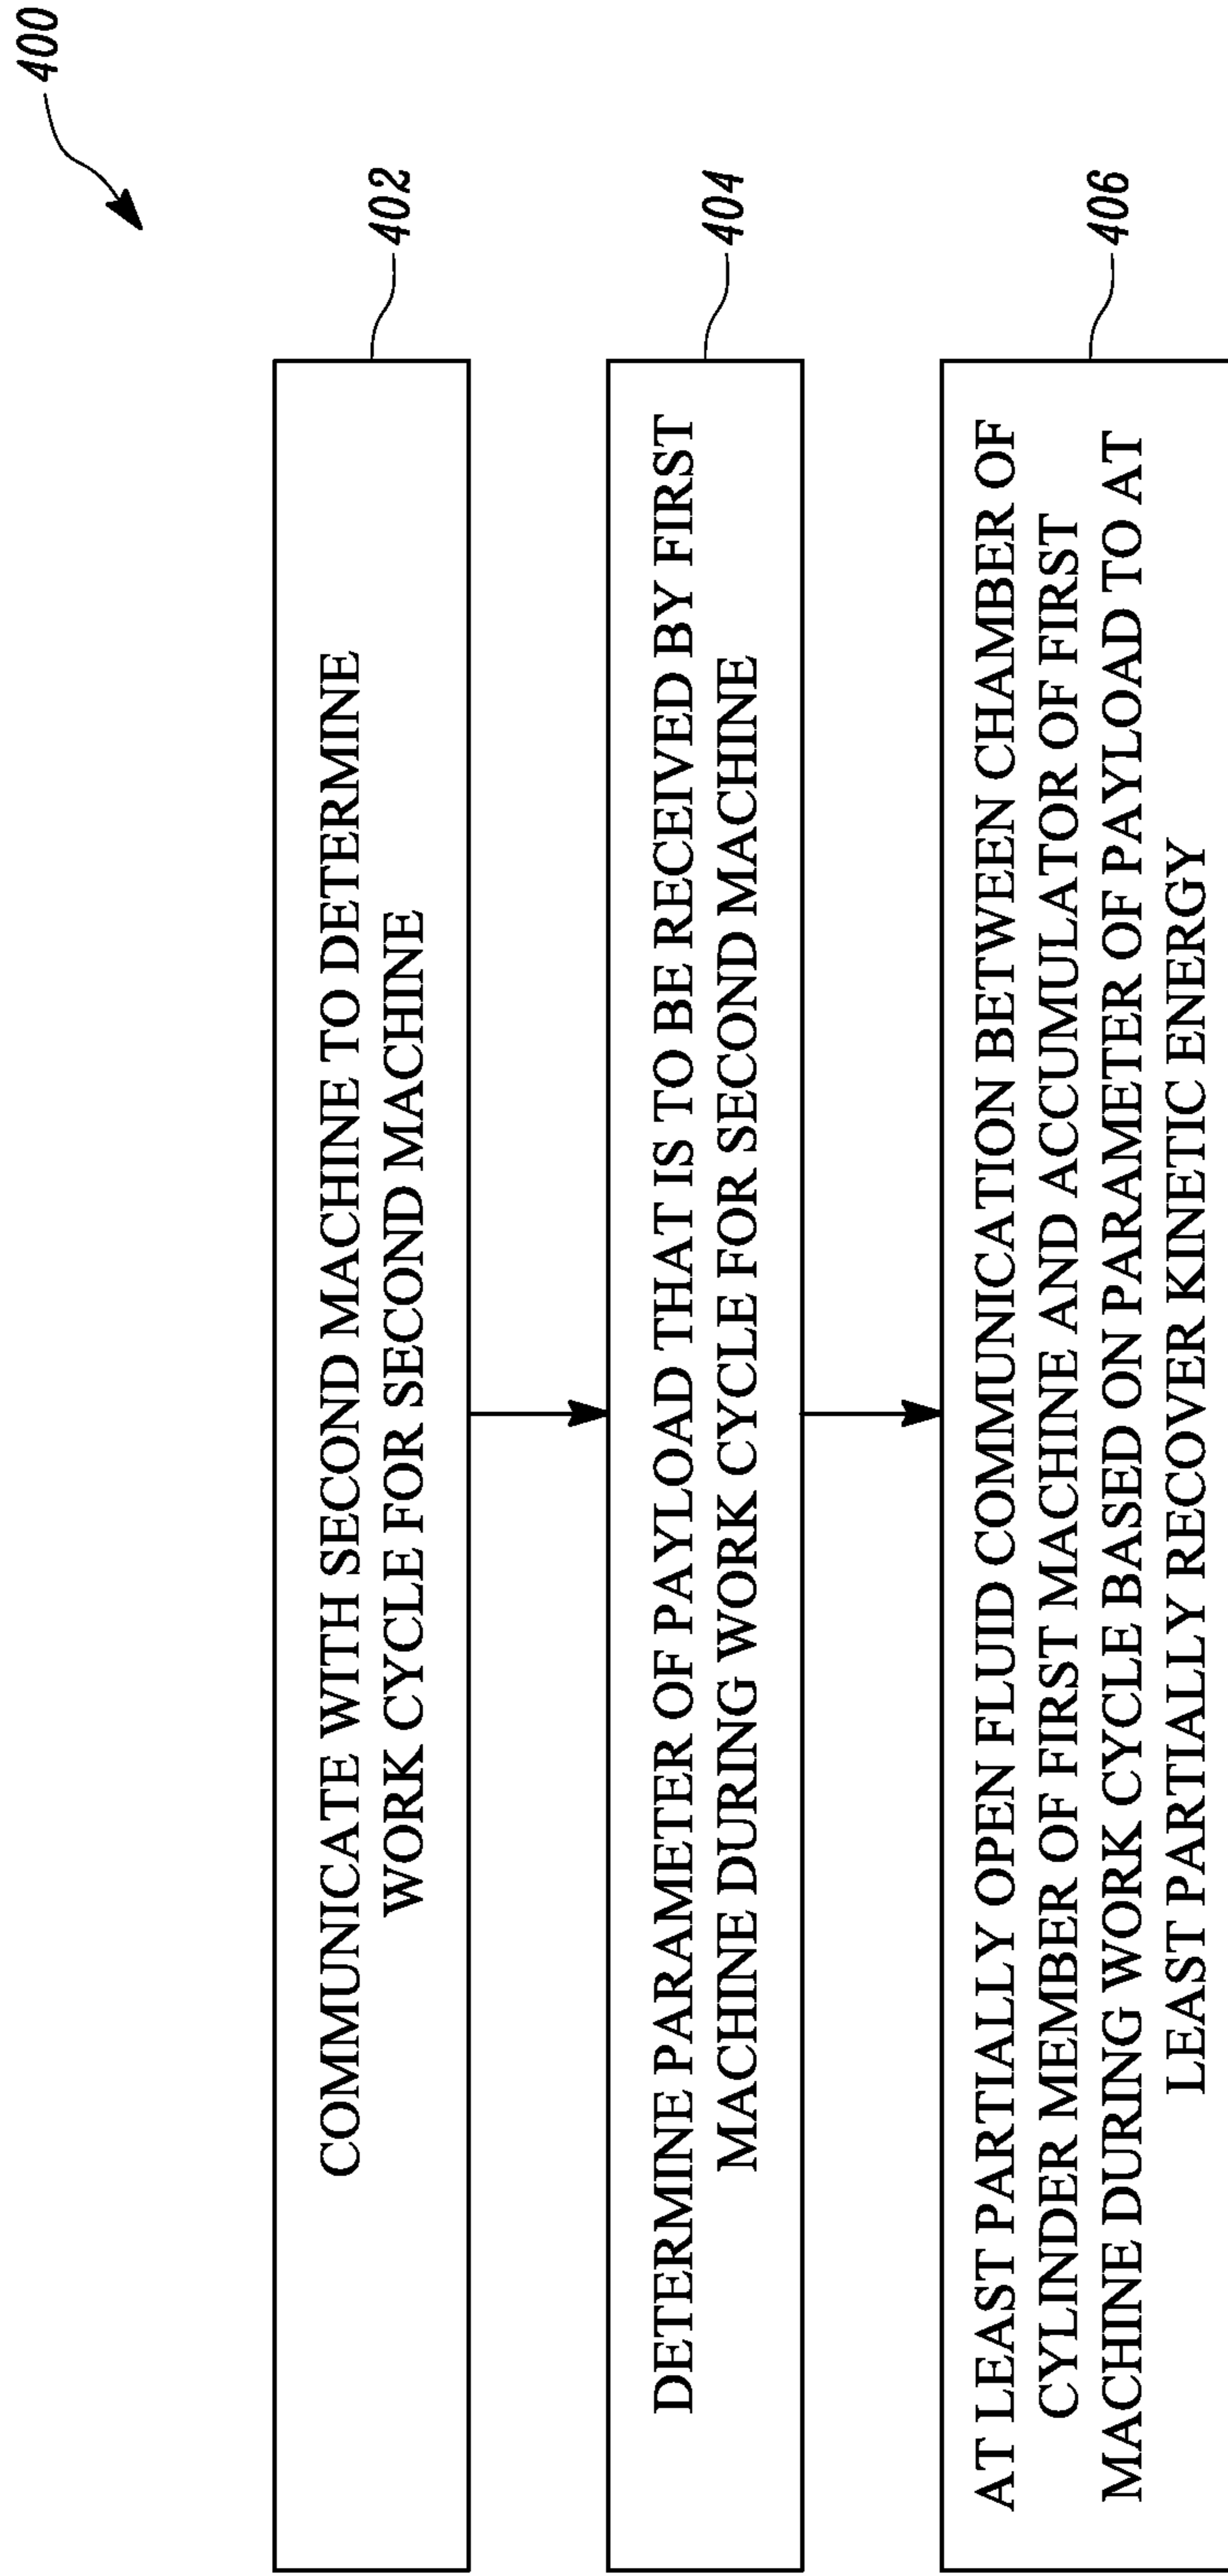 400
402
COMMUNICATE WITH SECOND MACHINE TO DETERMINE
WORK CYCLE FOR SECOND MACHINE
404
DETERMINE PARAMETER OF PAYLOAD THAT IS TO BE RECEIVED BY FIRST
MACHINE DURING WORK CYCLE FOR SECOND MACHINE
406
AT LEAST PARTIALLY OPEN FLUID COMMUNICATION BETWEEN CHAMBER OF
CYLINDER MEMBER OF FIRST MACHINE AND ACCUMULATOR OF FIRST
MACHINE DURING WORK CYCLE BASED ON PARAMETER OF PAYLOAD TO AT
LEAST PARTIALLY RECOVER KINETIC ENERGY